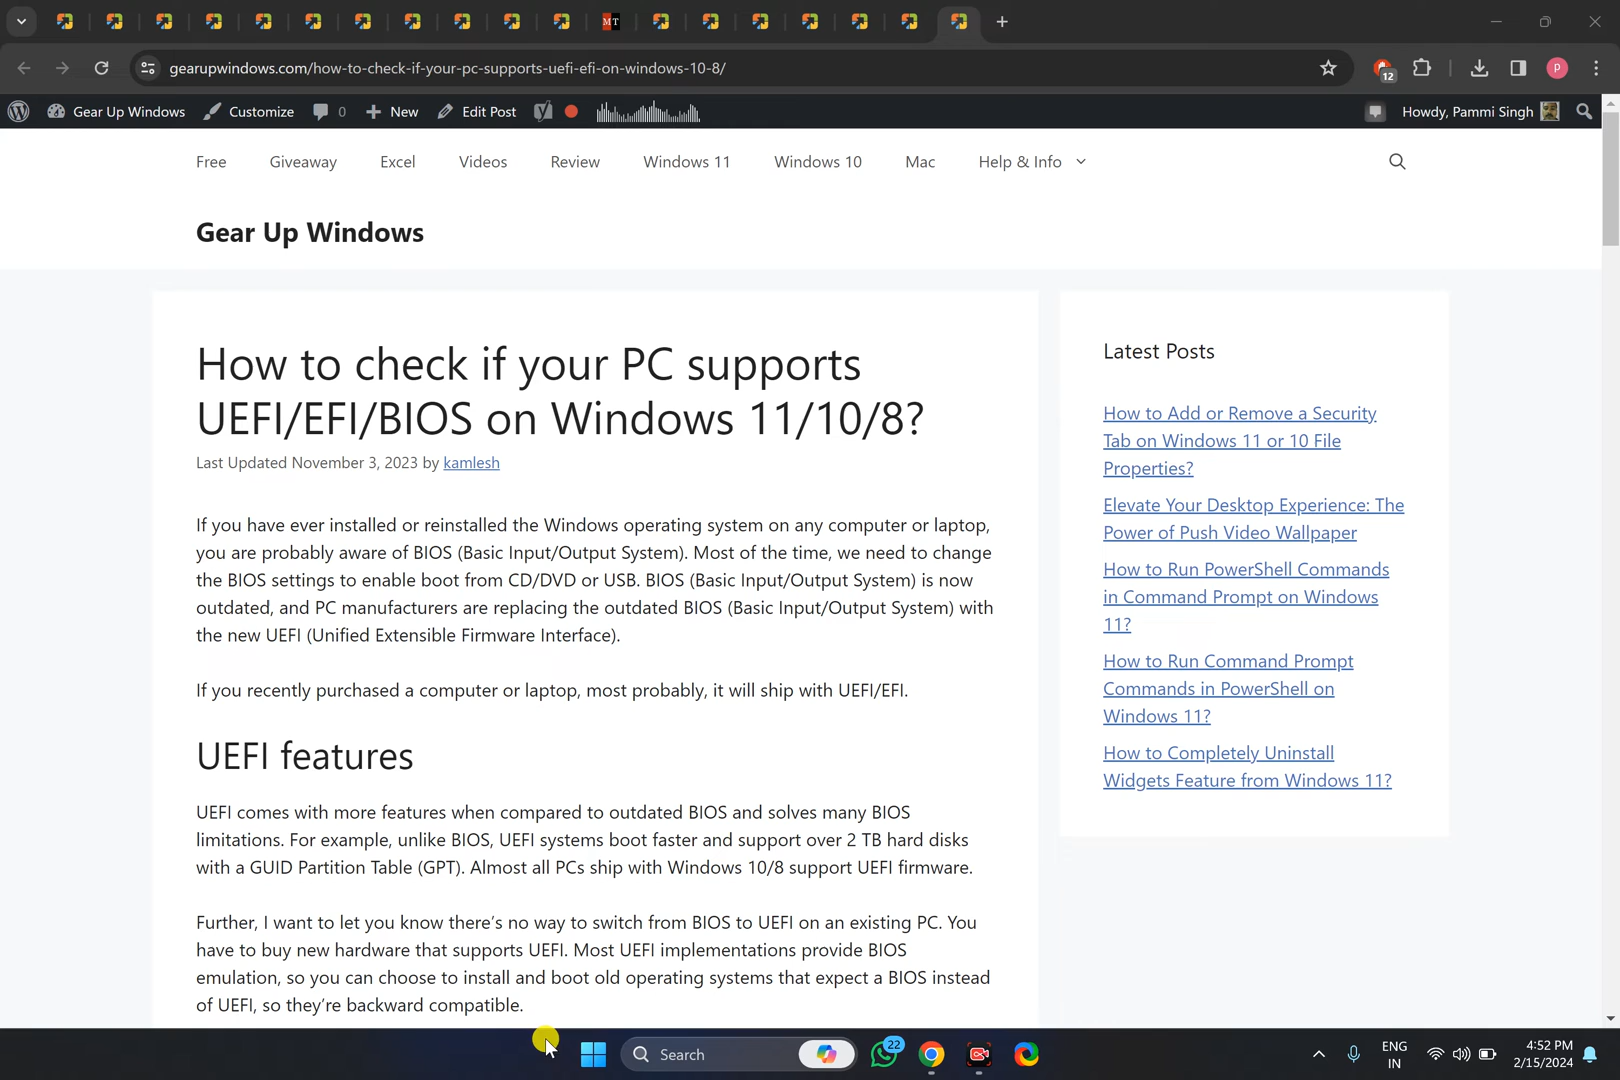 MT
gearupwindows.com/how-to-check-if-your-pc-supports-uefi-efi-on-windows-10-8/
12
P
Gear Up Windows Customize 0 New Edit Post Howdy, Pammi Singh
Free Giveaway Excel Videos Review Windows 11 Windows 10 Mac Help & Info
Gear Up Windows
How to check if your PC supports
UEFI/EFI/BIOS on Windows 11/10/8?
Last Updated November 3, 2023 by kamlesh
If you have ever installed or reinstalled the Windows operating system on any computer or laptop,
you are probably aware of BIOS (Basic Input/Output System). Most of the time, we need to change
the BIOS settings to enable boot from CD/DVD or USB. BIOS (Basic Input/Output System) is now
outdated, and PC manufacturers are replacing the outdated BIOS (Basic Input/Output System) with
the new UEFI (Unified Extensible Firmware Interface).
If you recently purchased a computer or laptop, most probably, it will ship with UEFI/EFI.
UEFI features
UEFI comes with more features when compared to outdated BIOS and solves many BIOS
limitations. For example, unlike BIOS, UEFI systems boot faster and support over 2 TB hard disks
with a GUID Partition Table (GPT). Almost all PCs ship with Windows 10/8 support UEFI firmware.
Further, I want to let you know there's no way to switch from BIOS to UEFI on an existing PC. You
have to buy new hardware that supports UEFI. Most UEFI implementations provide BIOS
emulation, so you can choose to install and boot old operating systems that expect a BIOS instead
of UEFI, so they're backward compatible.
Latest Posts
How to Add or Remove a Security
Tab on Windows 11 or 10 File
Properties?
Elevate Your Desktop Experience: The
Power of Push Video Wallpaper
How to Run PowerShell Commands
in Command Prompt on Windows
11?
How to Run Command Prompt
Commands in PowerShell on
Windows 11?
How to Completely Uninstall
Widgets Feature from Windows 11?
Search
22
ENG
IN
4:52 PM
2/15/2024